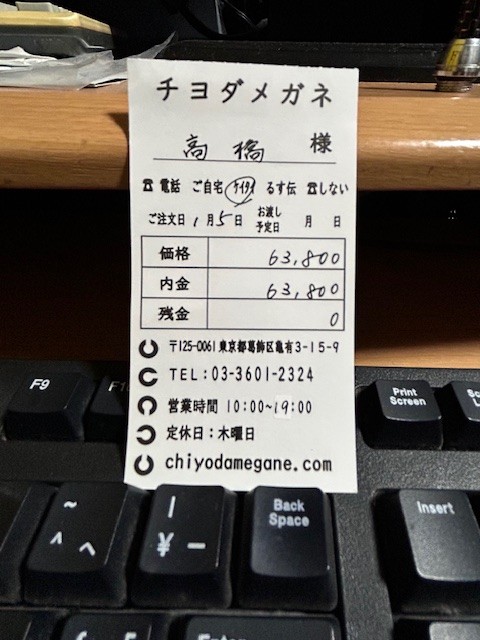 チヨダメガネ
高橋 様
☎電話 ご自宅 ケイタイ るす伝 ☎しない
ご注文日 1月5日 お渡し予定日 月 日
価格 63,800
内金 63,800
残金 0
〒125-0061 東京都葛飾区亀有3-15-9
TEL:03-3601-2324
営業時間 10:00~19:00
定休日:木曜日
chiyodamegane.com
F9
Print Screen
~ ^ へ
| ¥ ー
Back Space
Insert